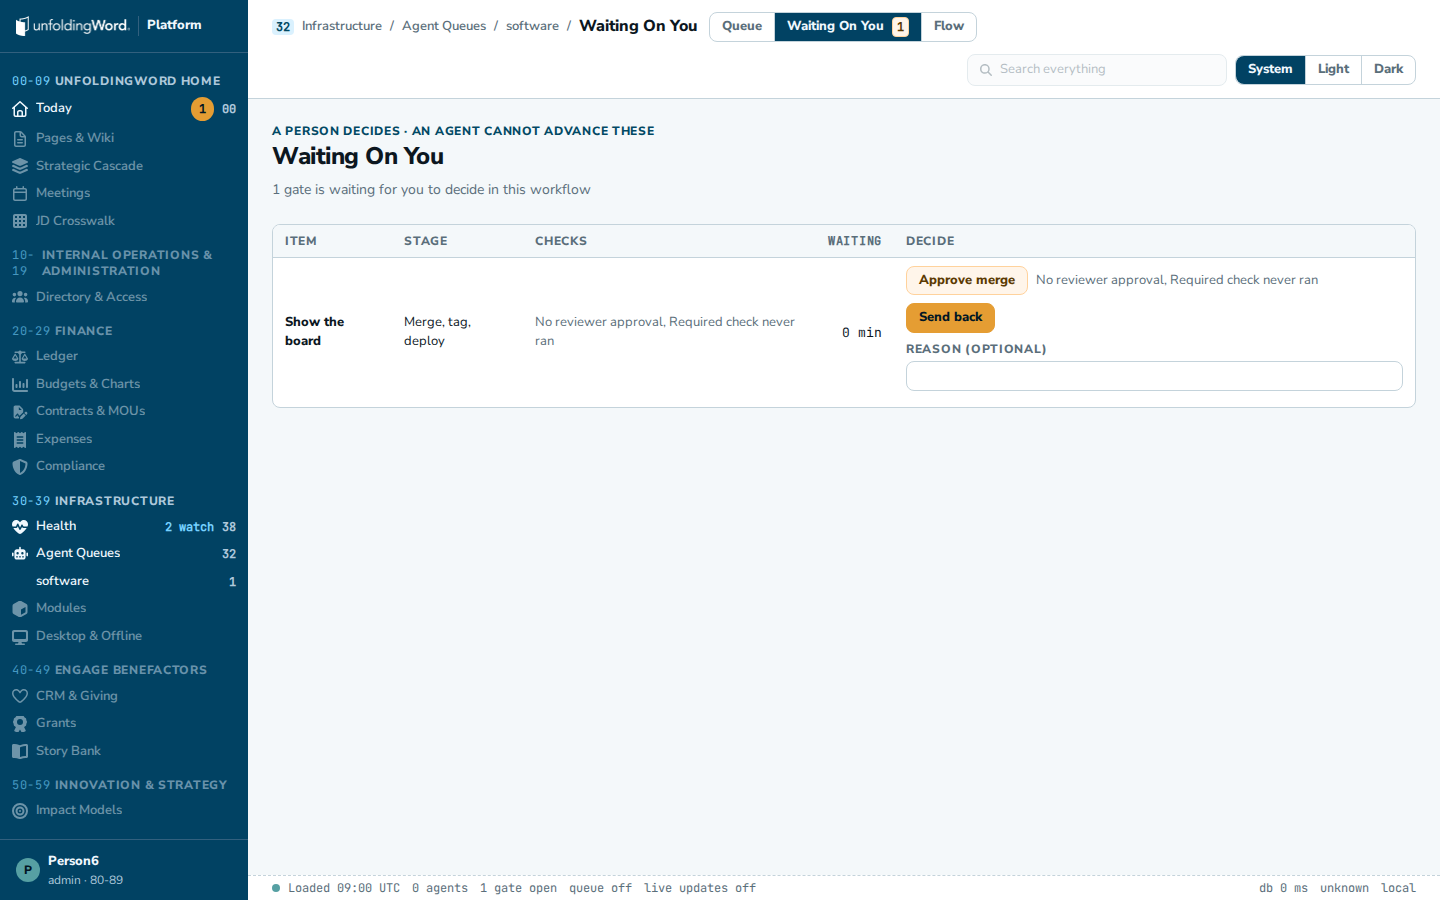 unfoldingWord. Platform
00-09 UNFOLDINGWORD HOME
Today 1 00
Pages & Wiki
Strategic Cascade
Meetings
JD Crosswalk
10-19 INTERNAL OPERATIONS & ADMINISTRATION
Directory & Access
20-29 FINANCE
Ledger
Budgets & Charts
Contracts & MOUs
Expenses
Compliance
30-39 INFRASTRUCTURE
Health 2 watch 38
Agent Queues 32
software 1
Modules
Desktop & Offline
40-49 ENGAGE BENEFACTORS
CRM & Giving
Grants
Story Bank
50-59 INNOVATION & STRATEGY
Impact Models
P Person6
admin · 80-89
32 Infrastructure / Agent Queues / software / Waiting On You
Queue Waiting On You 1 Flow
Search everything
System Light Dark
A PERSON DECIDES · AN AGENT CANNOT ADVANCE THESE
Waiting On You
1 gate is waiting for you to decide in this workflow
ITEM STAGE CHECKS WAITING DECIDE
Show the board
Merge, tag, deploy
No reviewer approval, Required check never ran
0 min
Approve merge No reviewer approval, Required check never ran
Send back
REASON (OPTIONAL)
Loaded 09:00 UTC 0 agents 1 gate open queue off live updates off
db 0 ms unknown local